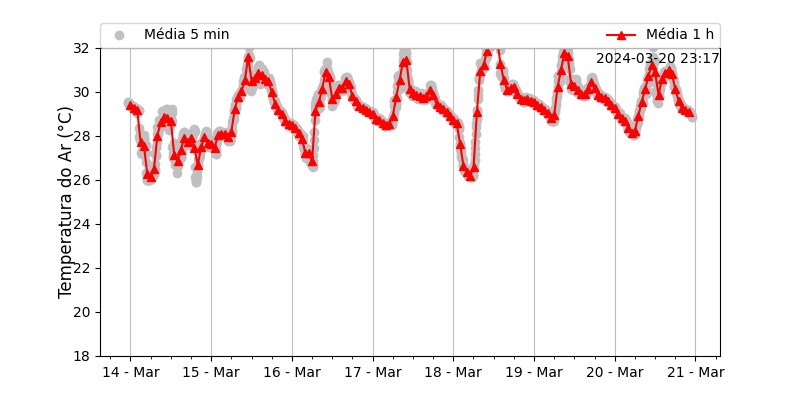 Média 5 min
Média 1 h
2024-03-20 23:17
Temperatura do Ar (°C)
32
30
28
26
24
22
20
18
14 - Mar
15 - Mar
16 - Mar
17 - Mar
18 - Mar
19 - Mar
20 - Mar
21 - Mar